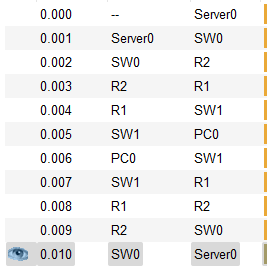 0.000 -- Server0
0.001 Server0 SW0
0.002 SW0 R2
0.003 R2 R1
0.004 R1 SW1
0.005 SW1 PC0
0.006 PC0 SW1
0.007 SW1 R1
0.008 R1 R2
0.009 R2 SW0
0.010 SW0 Server0